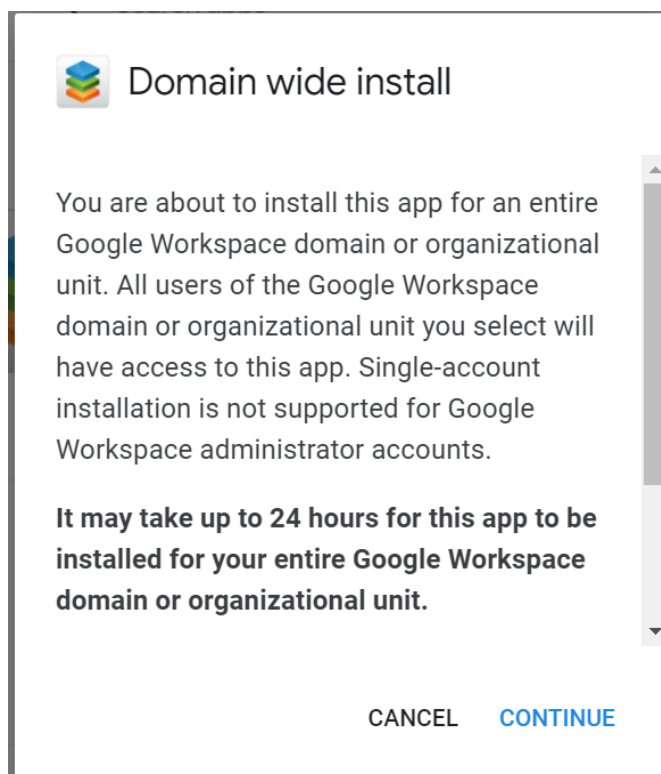 Domain wide install
You are about to install this app for an entire
Google Workspace domain or organizational
unit. All users of the Google Workspace
domain or organizational unit you select will
have access to this app. Single-account
installation is not supported for Google
Workspace administrator accounts.
It may take up to 24 hours for this app to be
installed for your entire Google Workspace
domain or organizational unit.
CANCEL CONTINUE